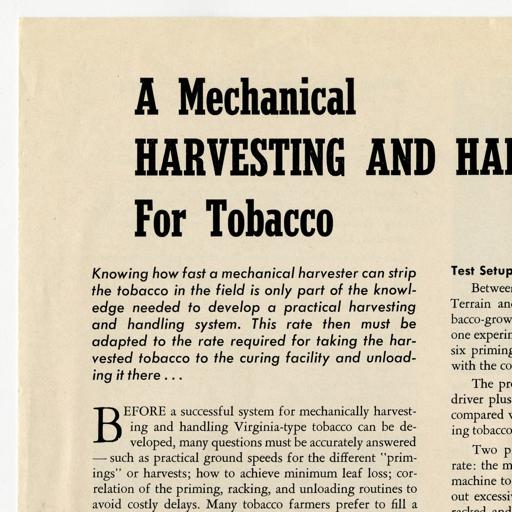 A Mechanical
HARVESTING AND
For Tobacco
Knowing how fast a mechanical harvester can strip
the tobacco in the field is only part of the knowl-
edge needed to develop a practical harvesting
and handling system. This rate then must be
adapted to the rate required for taking the har-
vested tobacco to the curing facility and unload-
ing it there . . .
BEFORE a successful system for mechanically harvest-
ing and handling Virginia-type tobacco can be de-
veloped, many questions must be accurately answered
—such as practical ground speeds for the different "prim-
ings" or harvests; how to achieve minimum leaf loss; cor-
relation of the priming, racking, and unloading routines to
avoid costly delays. Many tobacco farmers prefer to fill a
Test Setup
Between
Terrain and
bacco-grow
one experim
six priming
with the co
The pro
driver plus
compared w
ing tobacco
Two p
rate: the m
machine to
out excessi